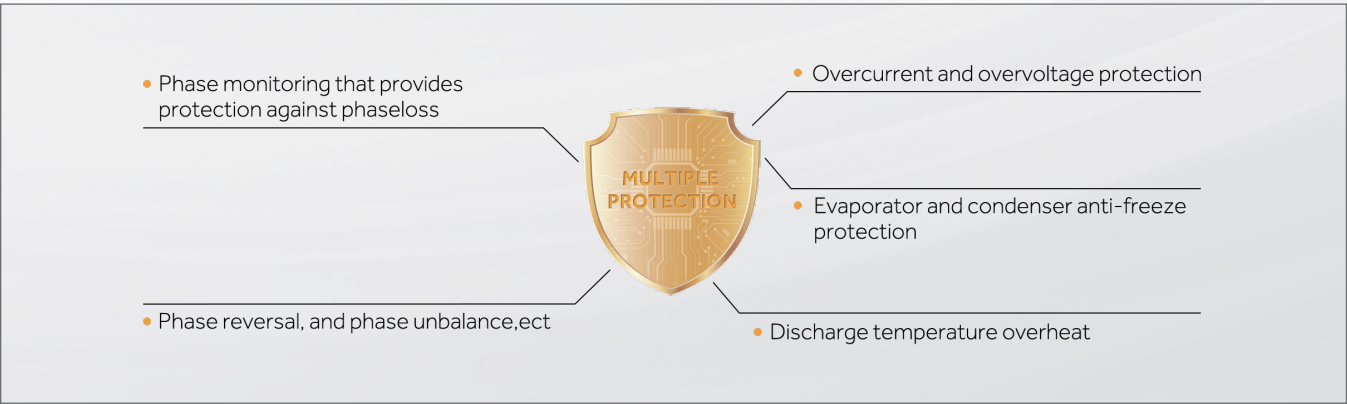 Phase monitoring that provides
protection against phaseloss
Overcurrent and overvoltage protection
MULTIPLE
PROTECTION
Evaporator and condenser anti-freeze
protection
Phase reversal, and phase unbalance,ect
Discharge temperature overheat